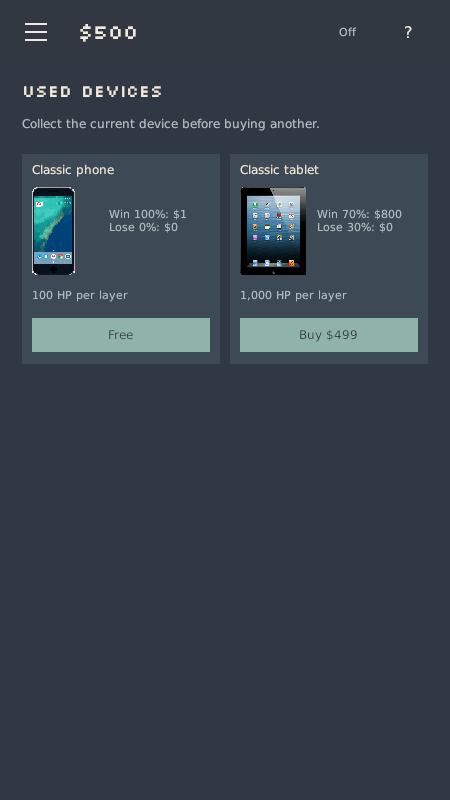 $500
Off
?
USED DEVICES
Collect the current device before buying another.
Classic phone
Win 100%: $1
Lose 0%: $0
100 HP per layer
Free
Classic tablet
Win 70%: $800
Lose 30%: $0
1,000 HP per layer
Buy $499